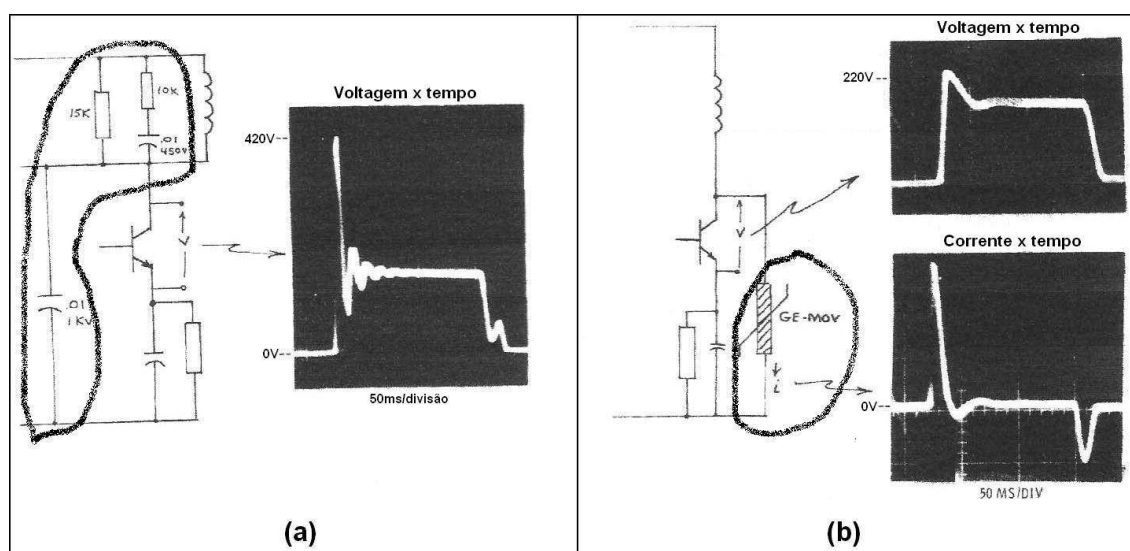 15K
10K
.01
450V
.01
1KV
V
Voltagem x tempo
420V--
0V--
50ms/divisão
(a)
V
GE-MOV
i
Voltagem x tempo
220V--
Corrente x tempo
0V--
50 MS/DIV
(b)